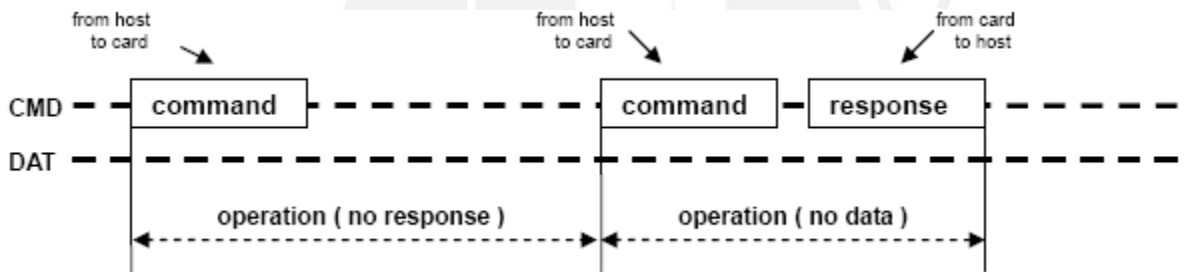 from host
to card
from host
to card
from card
to host
CMD
command
command
response
DAT
operation ( no response )
operation ( no data )